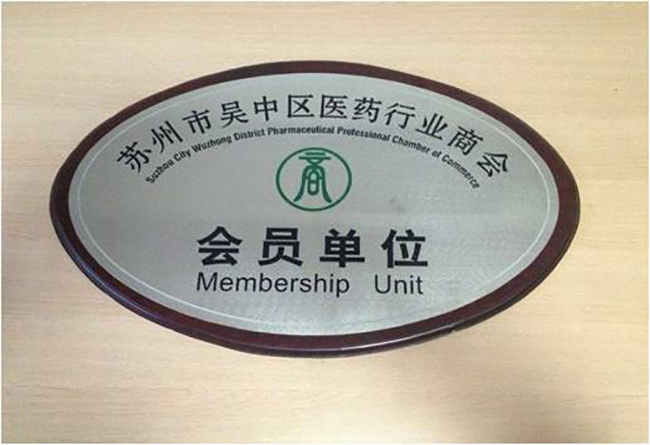 苏州市吴中区医药行业商会
Suzhou City Wuzhong District Pharmaceutical Professional Chamber of Commerce
会员单位
Membership Unit